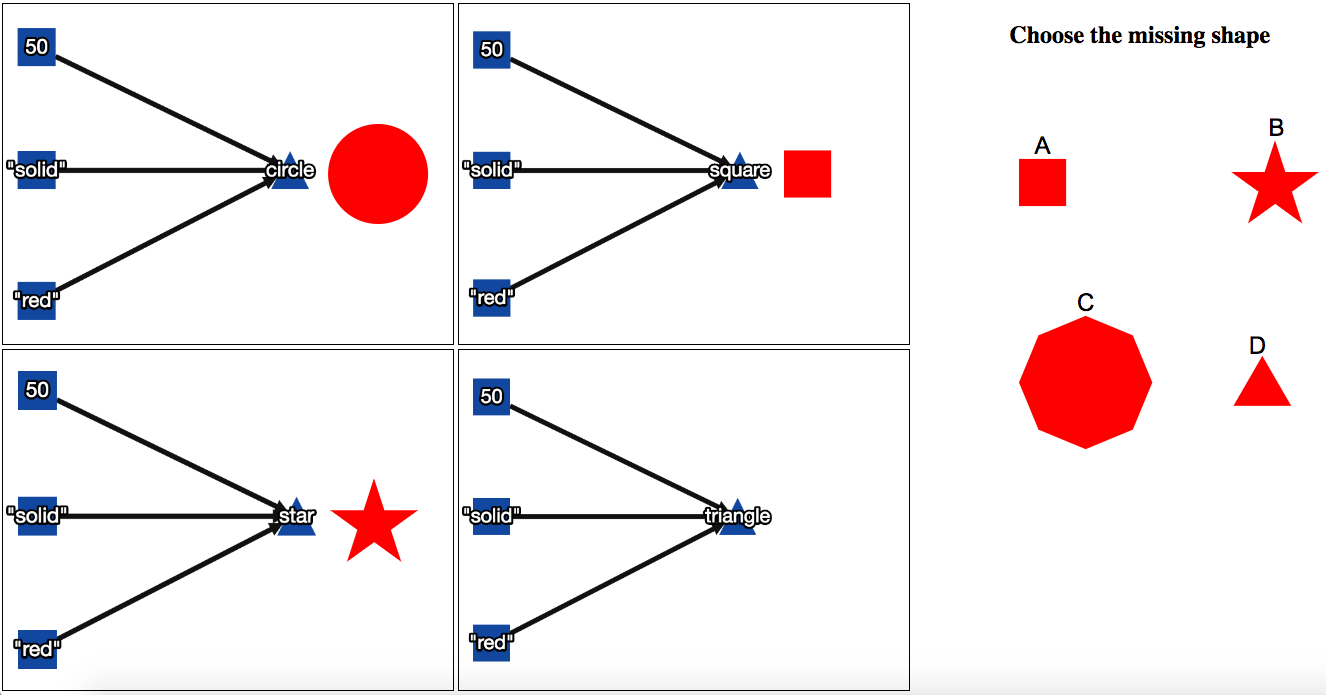 50
"solid"
circle
"red"
50
"solid"
square
"red"
50
"solid"
star
"red"
50
"solid"
triangle
"red"
Choose the missing shape
A
B
C
D